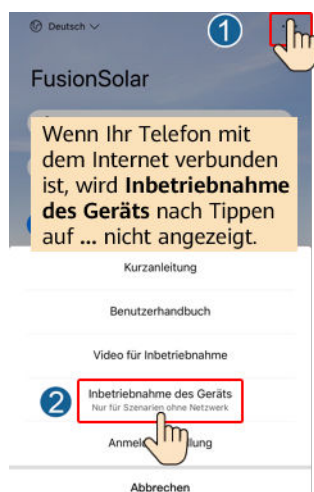 Deutsch
1
FusionSolar
Wenn Ihr Telefon mit
dem Internet verbunden
ist, wird Inbetriebnahme
des Geräts nach Tippen
auf ... nicht angezeigt.
Kurzanleitung
Benutzerhandbuch
Video für Inbetriebnahme
2
Inbetriebnahme des Geräts
Nur für Szenarien ohne Netzwerk
Abbrechen